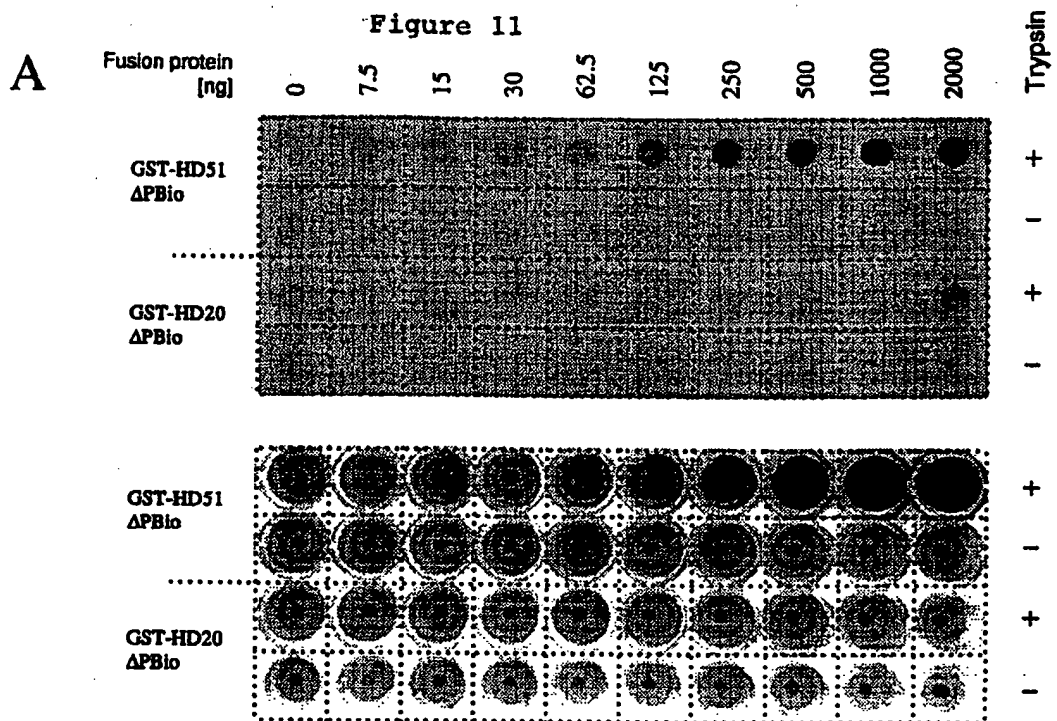 Figure 11
A
Fusion protein
[ng]
0 7.5 15 30 62.5 125 250 500 1000 2000
Trypsin
GST-HD51
ΔPBio
+
-
GST-HD20
ΔPBio
+
-
GST-HD51
ΔPBio
+
-
GST-HD20
ΔPBio
+
-